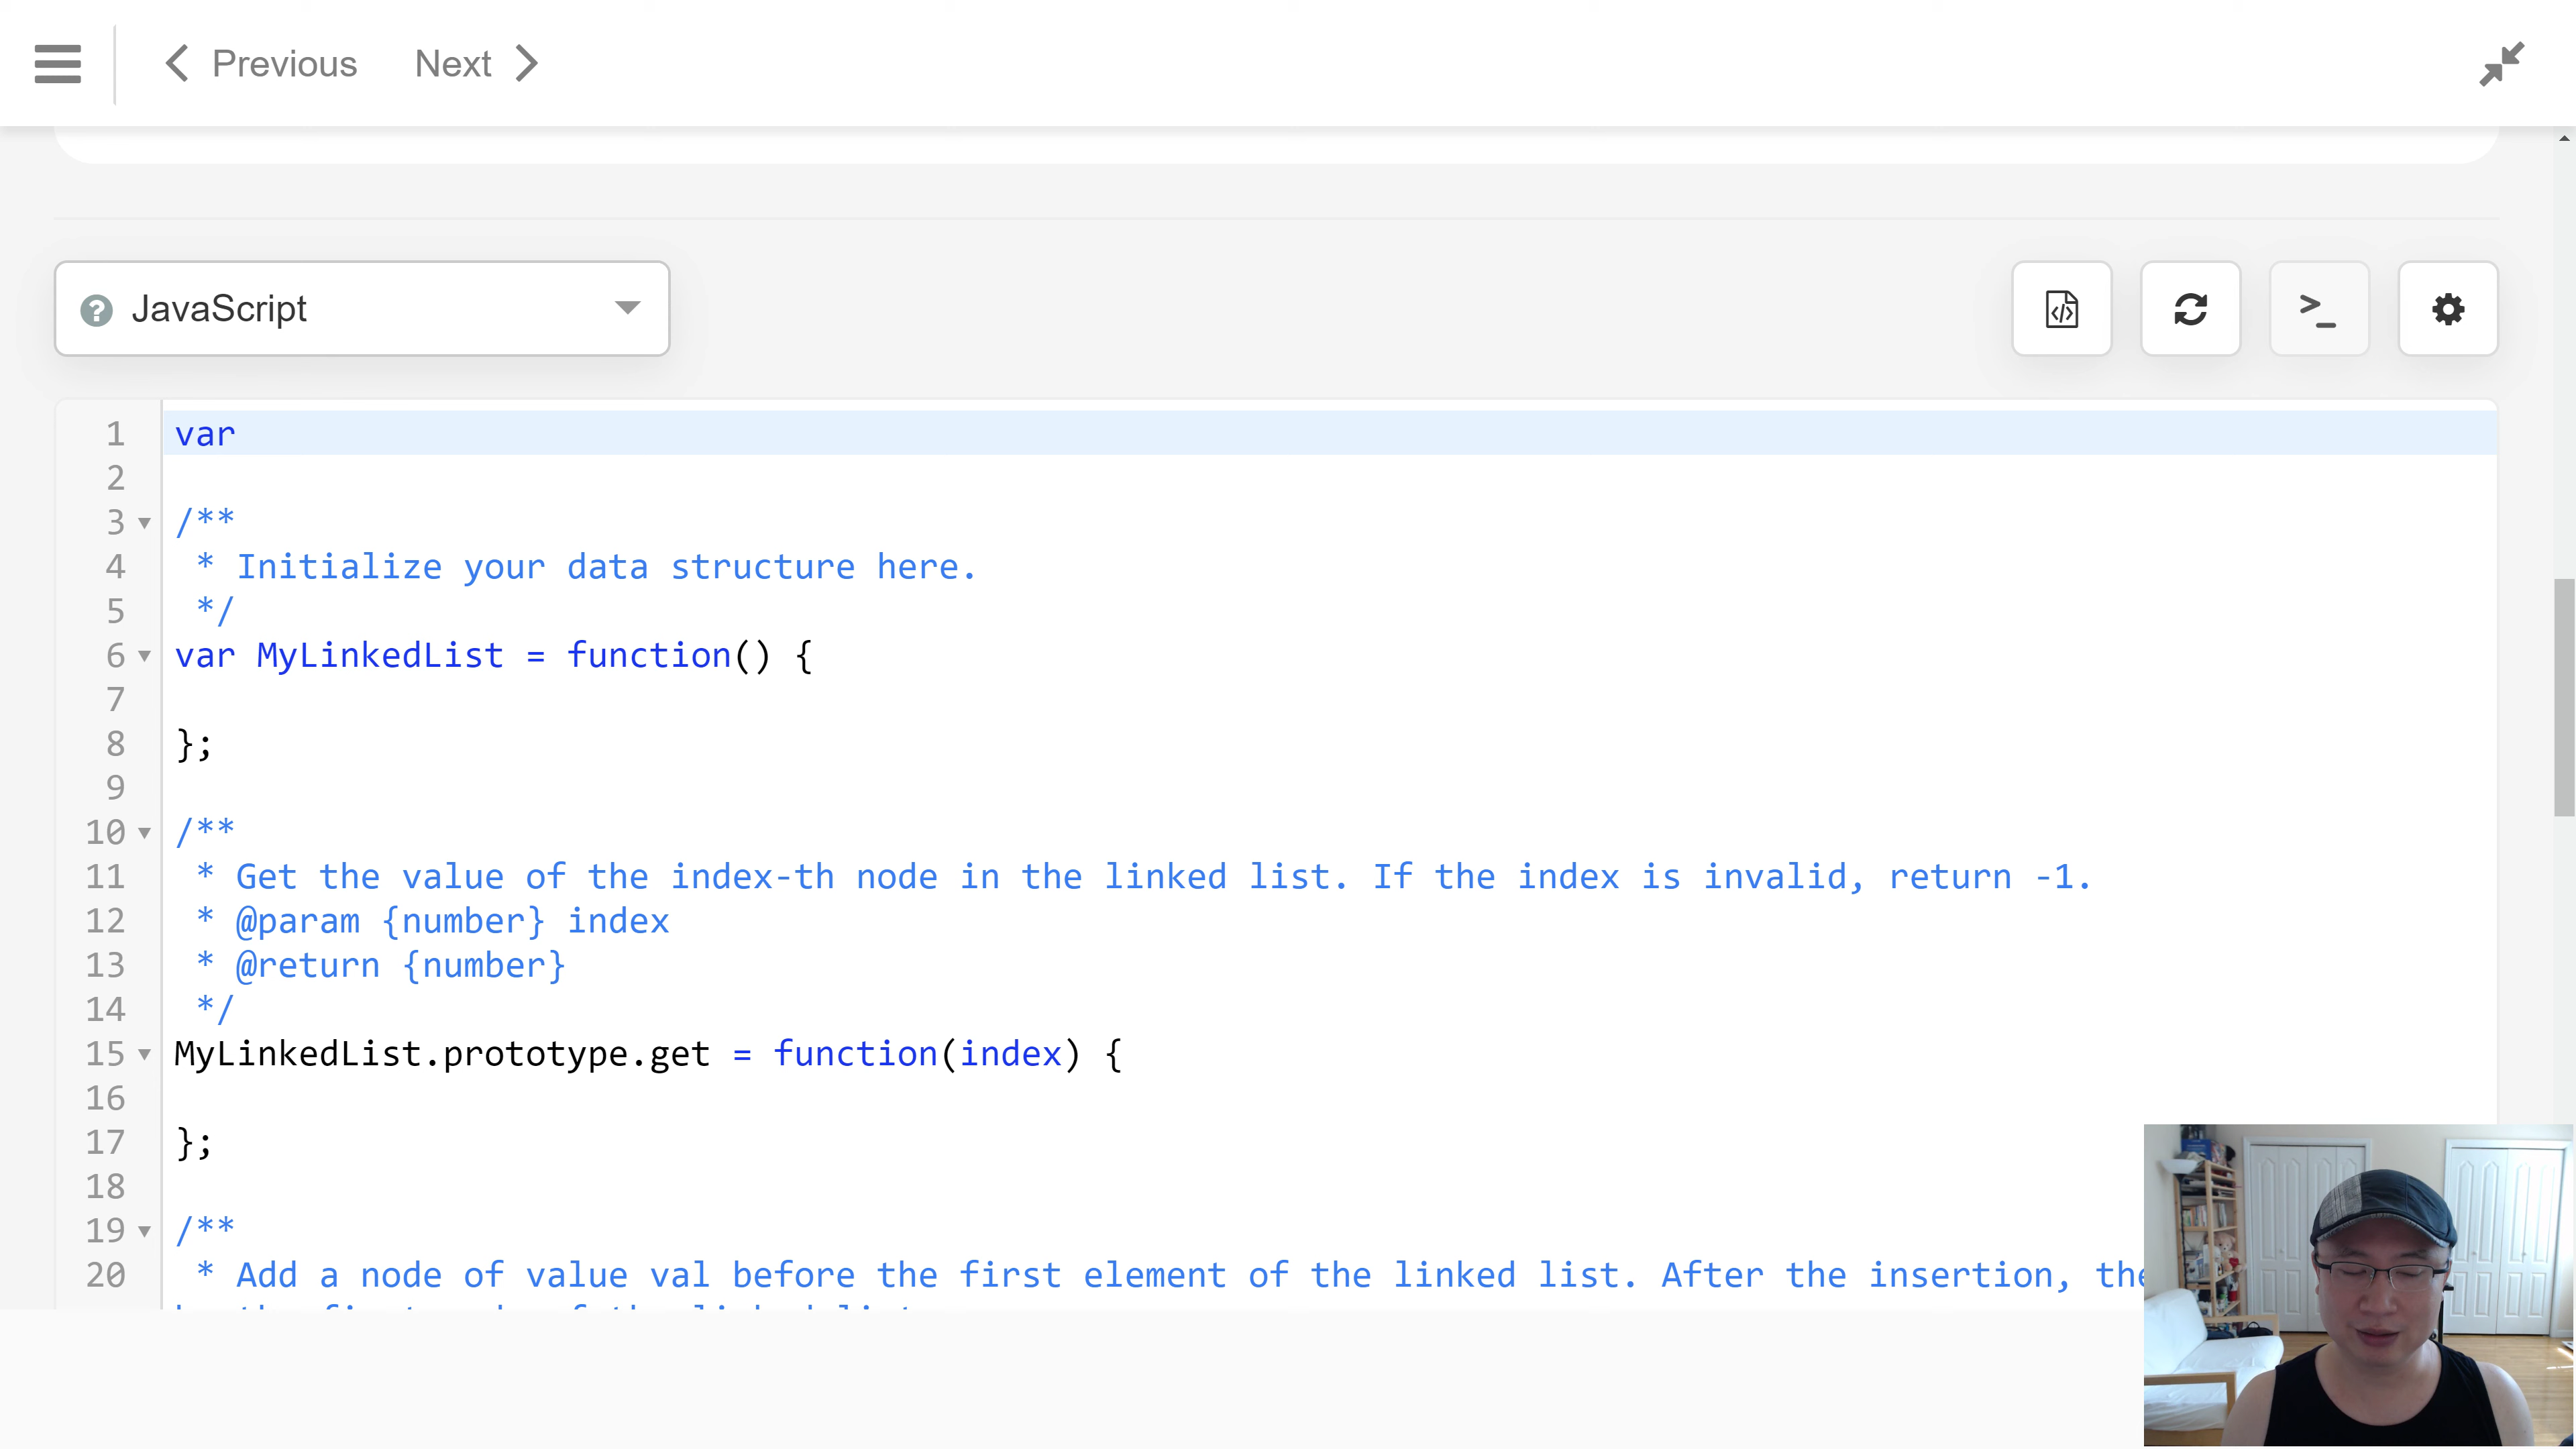 Previous Next
JavaScript
1 var
2
3 /**
4 * Initialize your data structure here.
5 */
6 var MyLinkedList = function() {
7
8 };
9
10 /**
11 * Get the value of the index-th node in the linked list. If the index is invalid, return -1.
12 * @param {number} index
13 * @return {number}
14 */
15 MyLinkedList.prototype.get = function(index) {
16
17 };
18
19 /**
20 * Add a node of value val before the first element of the linked list. After the insertion, the